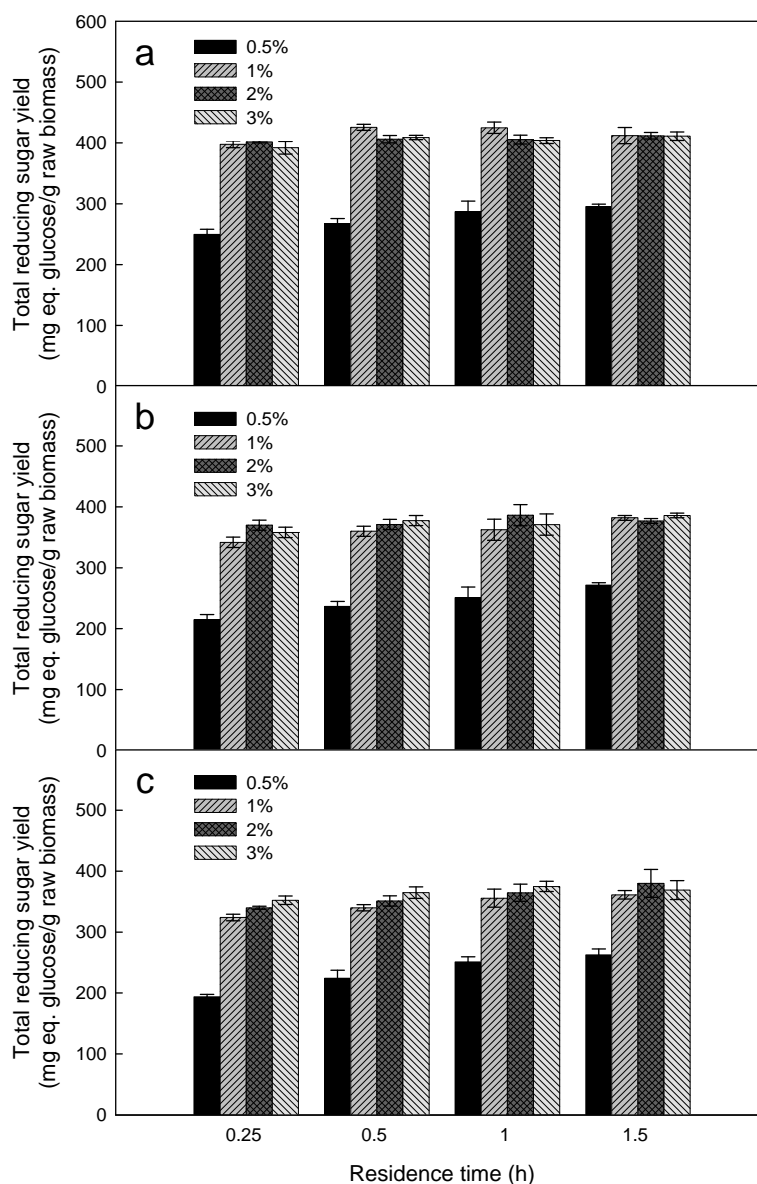 600
500
400
300
200
100
0
Total reducing sugar yield
(mg eq. glucose/g raw biomass)
a
0.5%
1%
2%
3%
500
400
300
200
100
0
Total reducing sugar yield
(mg eq. glucose/g raw biomass)
b
0.5%
1%
2%
3%
500
400
300
200
100
0
Total reducing sugar yield
(mg eq. glucose/g raw biomass)
c
0.5%
1%
2%
3%
0.25 0.5 1 1.5
Residence time (h)